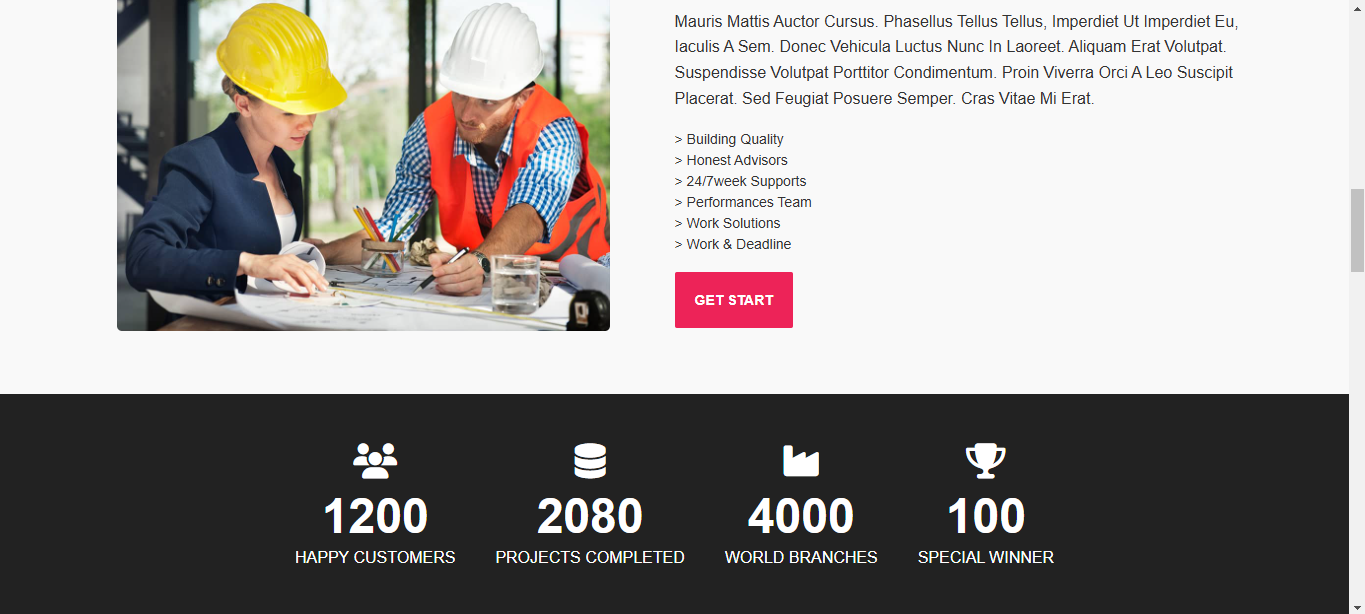 Mauris Mattis Auctor Cursus. Phasellus Tellus Tellus, Imperdiet Ut Imperdiet Eu,
Iaculis A Sem. Donec Vehicula Luctus Nunc In Laoreet. Aliquam Erat Volutpat.
Suspendisse Volutpat Porttitor Condimentum. Proin Viverra Orci A Leo Suscipit
Placerat. Sed Feugiat Posuere Semper. Cras Vitae Mi Erat.
> Building Quality
> Honest Advisors
> 24/7week Supports
> Performances Team
> Work Solutions
> Work & Deadline
GET START
1200
HAPPY CUSTOMERS
2080
PROJECTS COMPLETED
4000
WORLD BRANCHES
100
SPECIAL WINNER